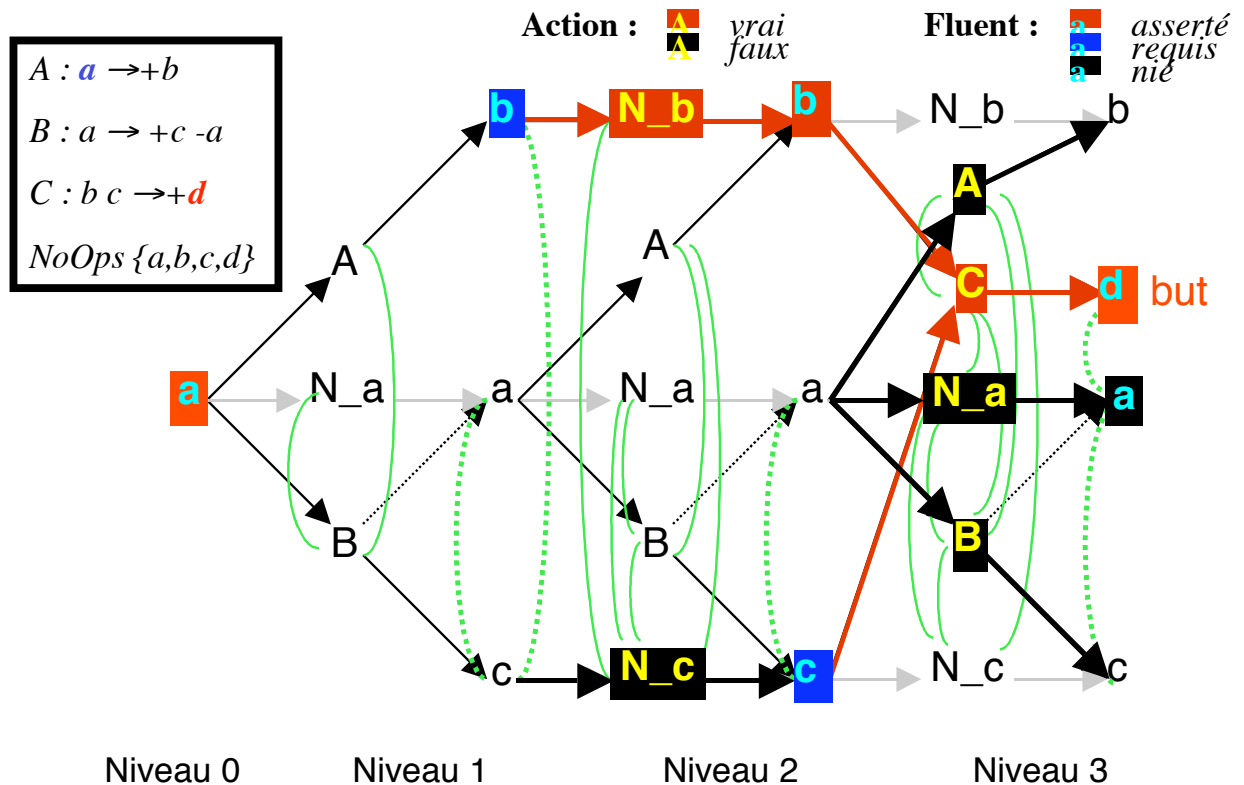 Action : A vrai
A faux
Fluent : a asserté
a requis
a nié
A : a →+b
B : a → +c -a
C : b c →+d
NoOps {a,b,c,d}
b N_b b N_b b
A
A A
C d but
a N_a a N_a a N_a a
B B B
c N_c c N_c c
Niveau 0 Niveau 1 Niveau 2 Niveau 3